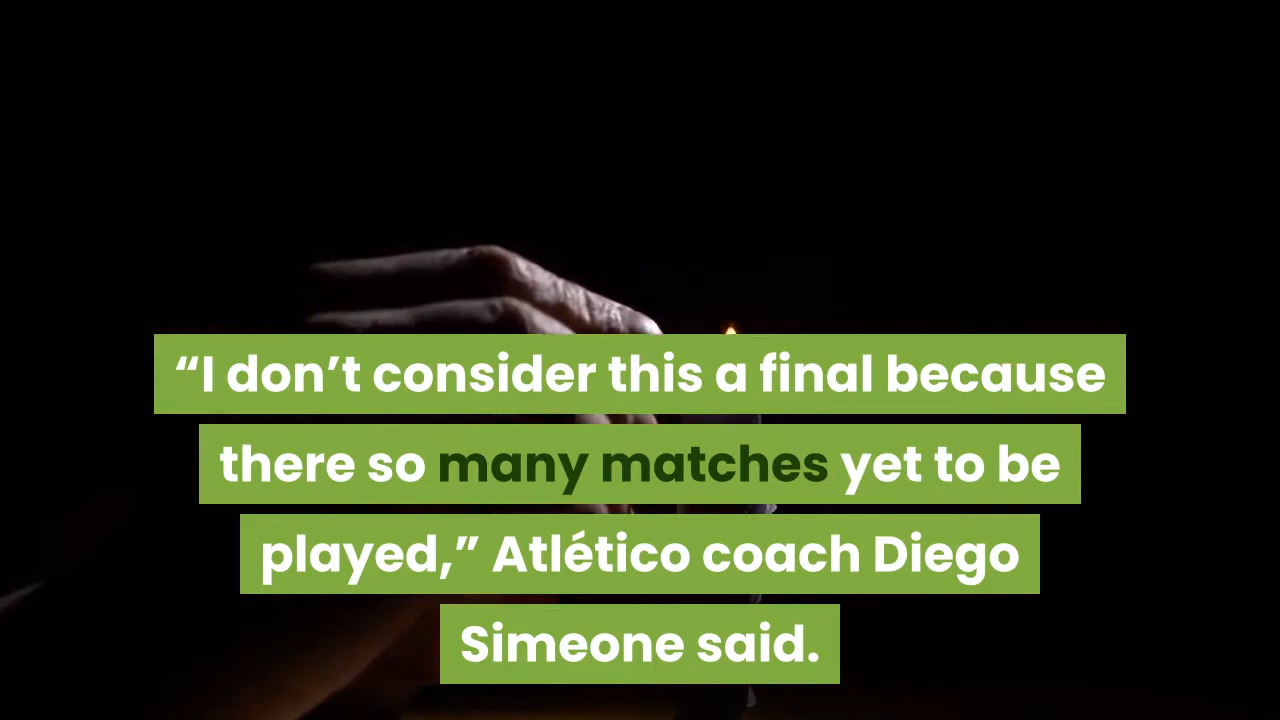 “I don’t consider this a final because
there so many matches yet to be
played,” Atlético coach Diego
Simeone said.